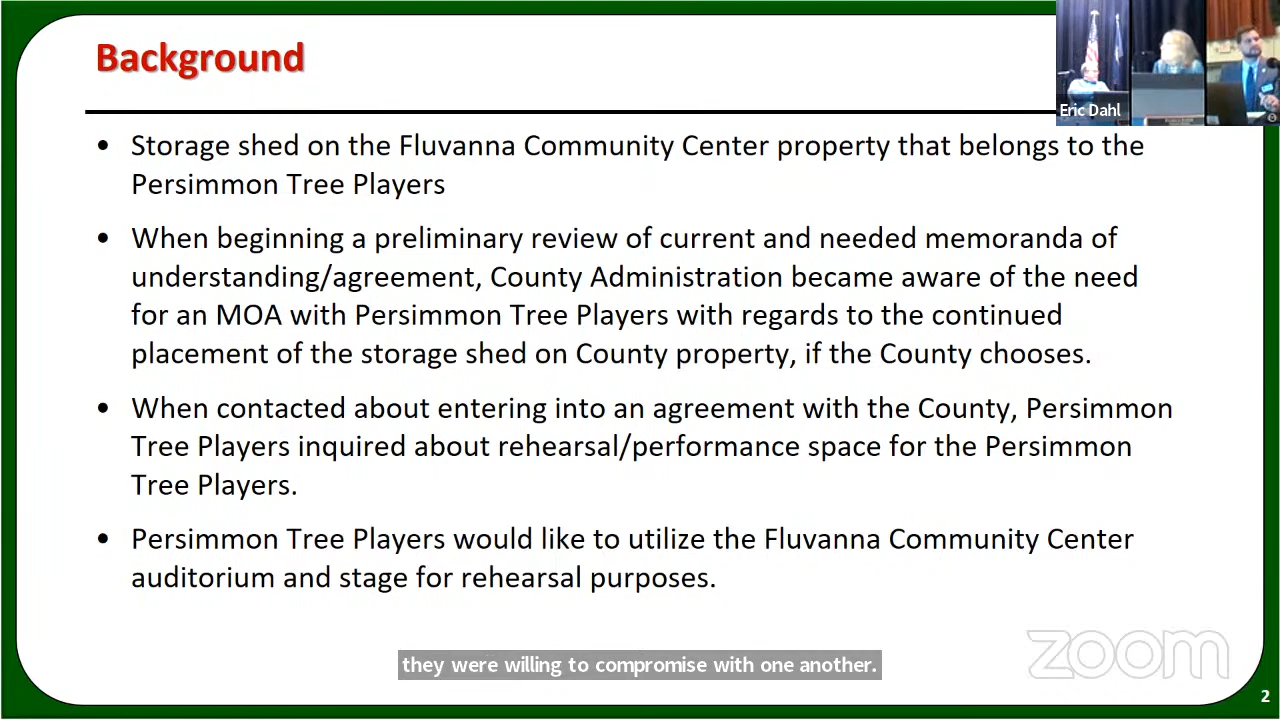 Background
Eric Dahl
• Storage shed on the Fluvanna Community Center property that belongs to the
Persimmon Tree Players
• When beginning a preliminary review of current and needed memoranda of
understanding/agreement, County Administration became aware of the need
for an MOA with Persimmon Tree Players with regards to the continued
placement of the storage shed on County property, if the County chooses.
• When contacted about entering into an agreement with the County, Persimmon
Tree Players inquired about rehearsal/performance space for the Persimmon
Tree Players.
• Persimmon Tree Players would like to utilize the Fluvanna Community Center
auditorium and stage for rehearsal purposes.
they were willing to compromise with one another.
zoom
2